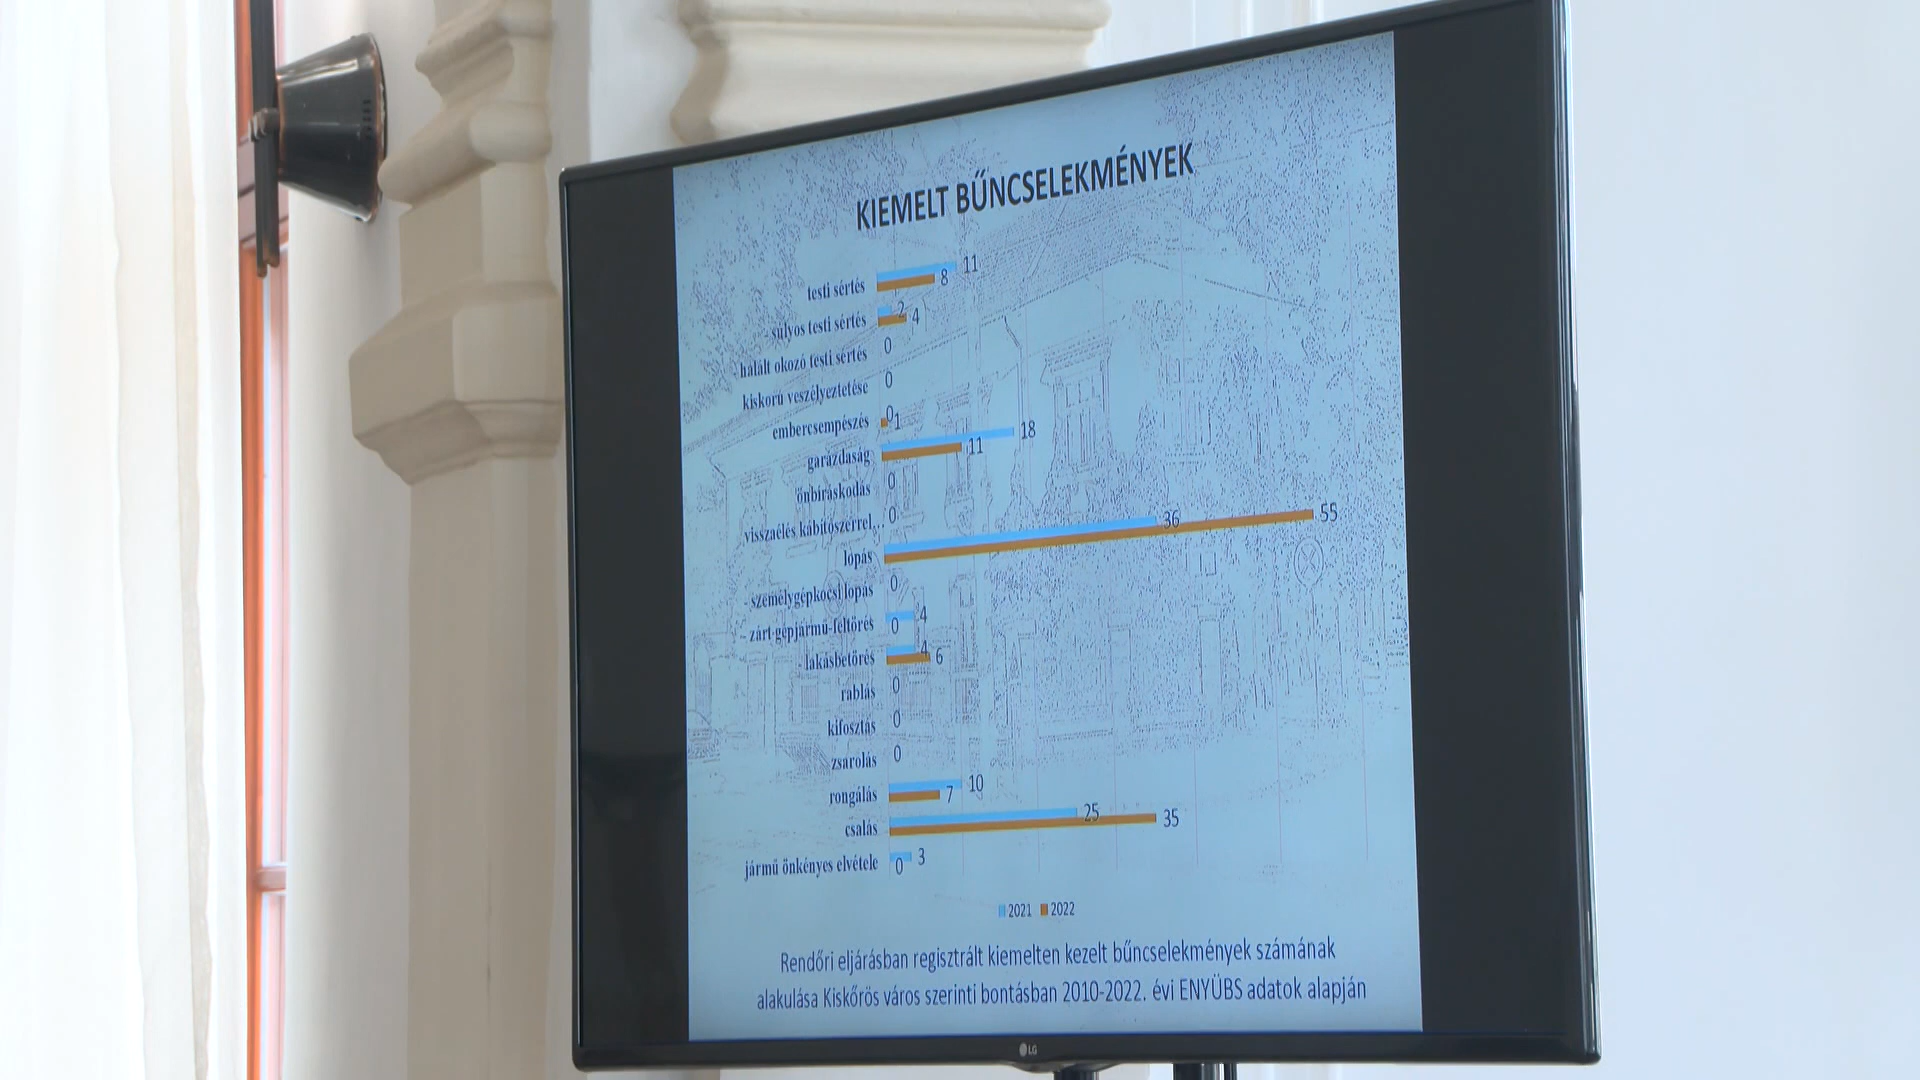 KIEMELT BŰNCSELEKMÉNYEK
testi sértés 11 8
- súlyos testi sértés 2 4
- halált okozó testi sértés 0
kiskorú veszélyeztetése 0
embercsempészés 0 1
garázdaság 18 11
önbíráskodás 0
visszaélés kábítószerrel... 0
lopás 36 55
- személygépkocsi lopás 0
- zárt gépjármű-feltörés 4 0
- lakásbetörés 4 6
rablás 0
kifosztás 0
zsarolás 0
rongálás 10 7
csalás 25 35
jármű önkényes elvétele 3 0
2021 2022
Rendőri eljárásban regisztrált kiemelten kezelt bűncselekmények számának
alakulása Kiskőrös város szerinti bontásban 2010-2022. évi ENYÜBS adatok alapján
LG